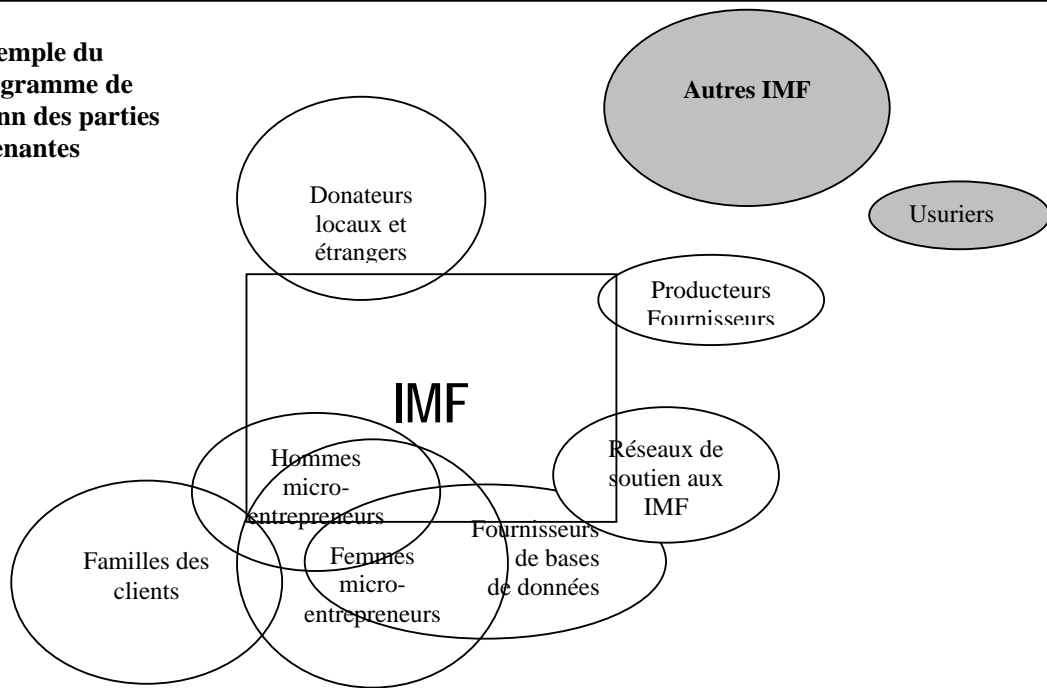 emple du
gramme de
nn des parties
enantes
Autres IMF
Donateurs
locaux et
étrangers
Usuriers
Producteurs
Fournisseurs
IMF
Hommes
micro-
entrepreneurs
Réseaux de
soutien aux
IMF
Familles des
clients
Femmes
micro-
entrepreneurs
Fournisseurs
de bases
de données